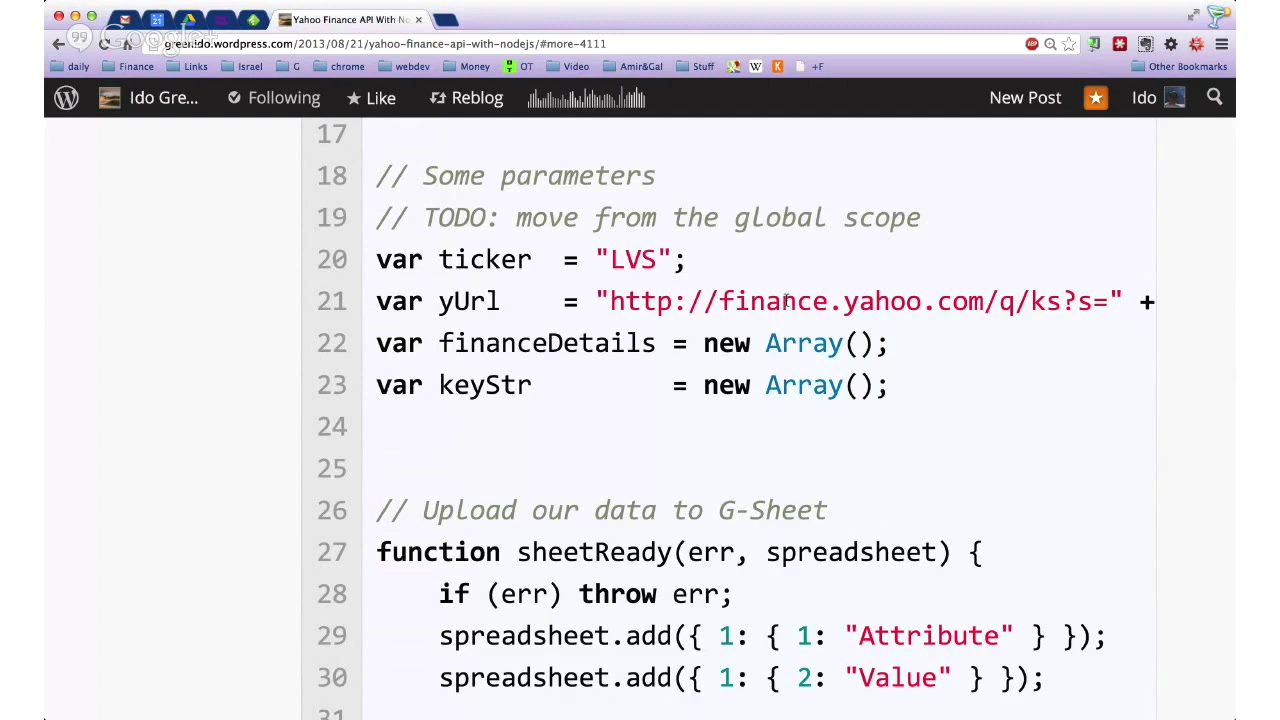 Yahoo Finance API With No
greenido.wordpress.com/2013/08/21/yahoo-finance-api-with-nodejs/#more-4111
daily Finance Links Israel G chrome webdev Money OT Video Amir&Gal Stuff W K +F Other Bookmarks
Ido Gre... Following Like Reblog New Post Ido
17
18 // Some parameters
19 // TODO: move from the global scope
20 var ticker = "LVS";
21 var yUrl = "http://finance.yahoo.com/q/ks?s=" +
22 var financeDetails = new Array();
23 var keyStr = new Array();
24
25
26 // Upload our data to G-Sheet
27 function sheetReady(err, spreadsheet) {
28 if (err) throw err;
29 spreadsheet.add({ 1: { 1: "Attribute" } });
30 spreadsheet.add({ 1: { 2: "Value" } });
31